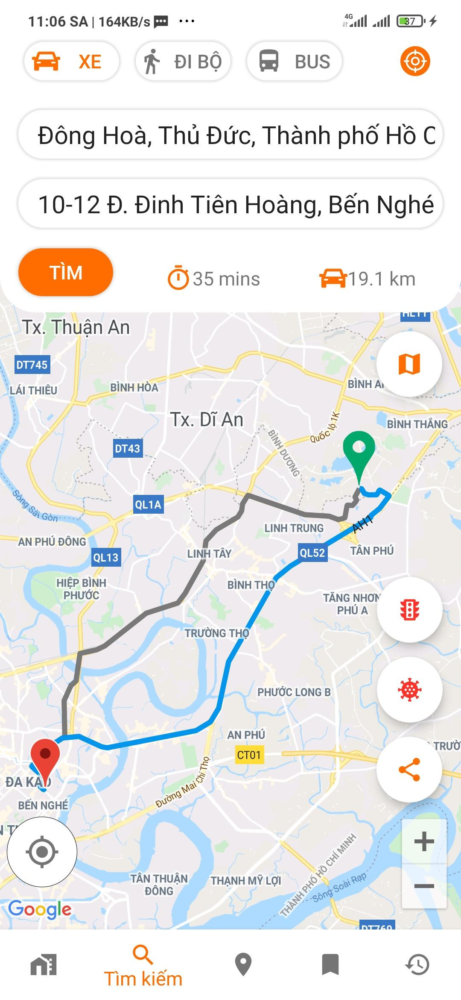 11:06 SA | 164KB/s
4G
37
XE
ĐI BỘ
BUS
Đông Hoà, Thủ Đức, Thành phố Hồ C
10-12 Đ. Đinh Tiên Hoàng, Bến Nghé
TÌM
35 mins
19.1 km
Tx. Thuận An
DT745
LÁI THIÊU
BÌNH HÒA
Tx. Dĩ An
Quốc lộ 1K
BÌNH THẮNG
BÌNH DƯƠNG
DT43
Sông Sài Gòn
QL1A
AN PHÚ ĐÔNG
LINH TRUNG
AH1
QL13
LINH TÂY
QL52
TÂN PHÚ
HIỆP BÌNH
PHƯỚC
BÌNH THỌ
TĂNG NHƠN
PHÚ A
TRƯỜNG THỌ
PHƯỚC LONG B
AN PHÚ
CT01
Đường Mai Chí Thọ
ĐA KAO
BẾN NGHÉ
TÂN THUẬN
ĐÔNG
THẠNH MỸ LỢI
THÀNH PHỐ HỒ CHÍ MINH
Sông Soài Rạp
+
−
Google
DT769
Tìm kiếm